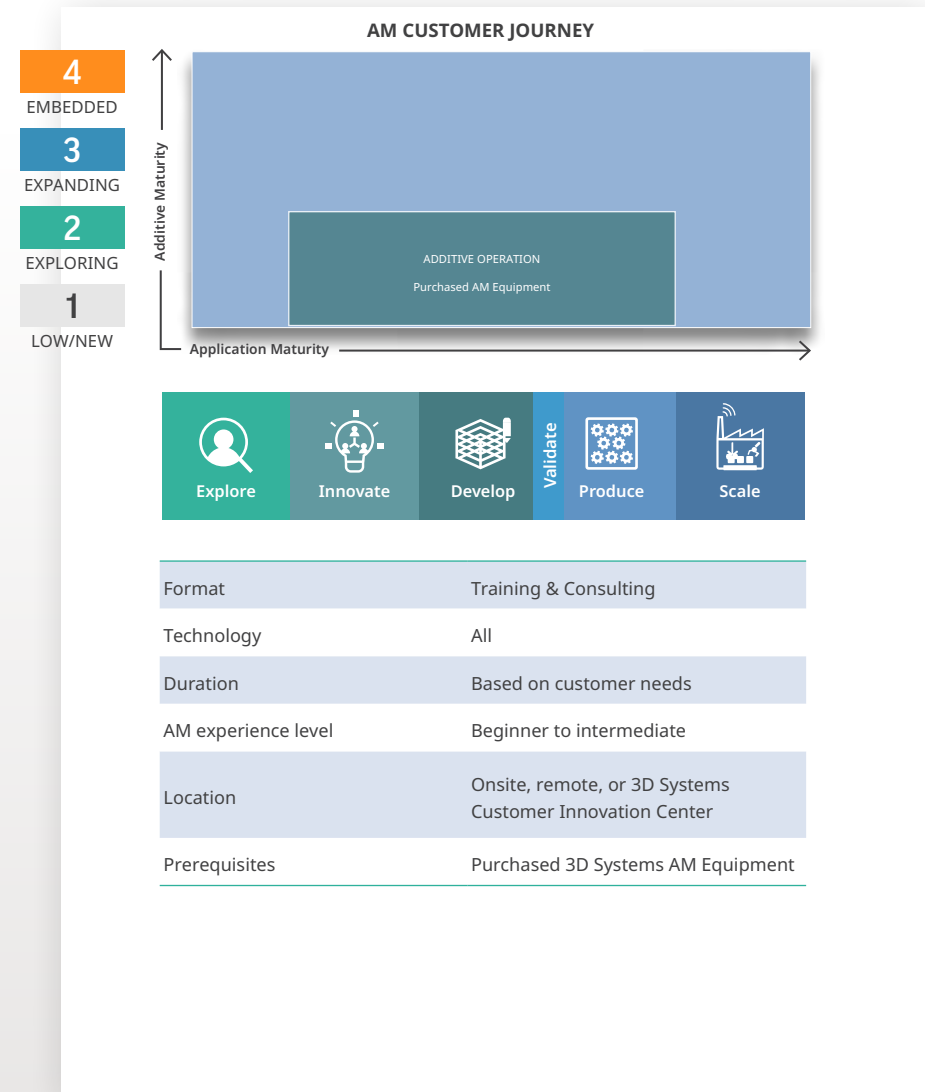 AM CUSTOMER JOURNEY
4
EMBEDDED
3
EXPANDING
2
EXPLORING
1
LOW/NEW
Additive Maturity
ADDITIVE OPERATION
Purchased AM Equipment
Application Maturity
Explore
Innovate
Develop
Validate
Produce
Scale
Format Training & Consulting
Technology All
Duration Based on customer needs
AM experience level Beginner to intermediate
Location Onsite, remote, or 3D Systems
Customer Innovation Center
Prerequisites Purchased 3D Systems AM Equipment